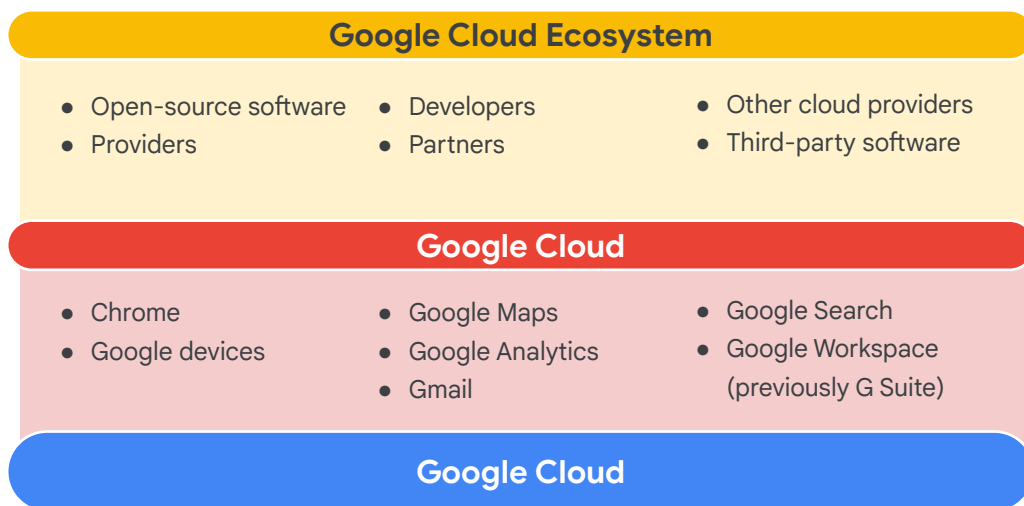 Google Cloud Ecosystem
● Open-source software
● Providers
● Developers
● Partners
● Other cloud providers
● Third-party software
Google Cloud
● Chrome
● Google devices
● Google Maps
● Google Analytics
● Gmail
● Google Search
● Google Workspace
(previously G Suite)
Google Cloud